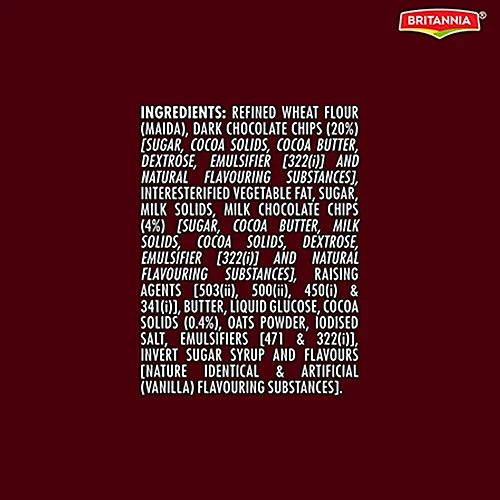 BRITANNIA®
INGREDIENTS: REFINED WHEAT FLOUR
(MAIDA), DARK CHOCOLATE CHIPS (20%)
[SUGAR, COCOA SOLIDS, COCOA BUTTER,
DEXTROSE, EMULSIFIER [322(i)] AND
NATURAL FLAVOURING SUBSTANCES],
INTERESTERIFIED VEGETABLE FAT, SUGAR,
MILK SOLIDS, MILK CHOCOLATE CHIPS
(4%) [SUGAR, COCOA BUTTER, MILK
SOLIDS, COCOA SOLIDS, DEXTROSE,
EMULSIFIER [322(i)] AND NATURAL
FLAVOURING SUBSTANCES], RAISING
AGENTS [503(ii), 500(ii), 450(i) &
341(i)], BUTTER, LIQUID GLUCOSE, COCOA
SOLIDS (0.4%), OATS POWDER, IODISED
SALT, EMULSIFIERS [471 & 322(i)],
INVERT SUGAR SYRUP AND FLAVOURS
[NATURE IDENTICAL & ARTIFICIAL
(VANILLA) FLAVOURING SUBSTANCES].